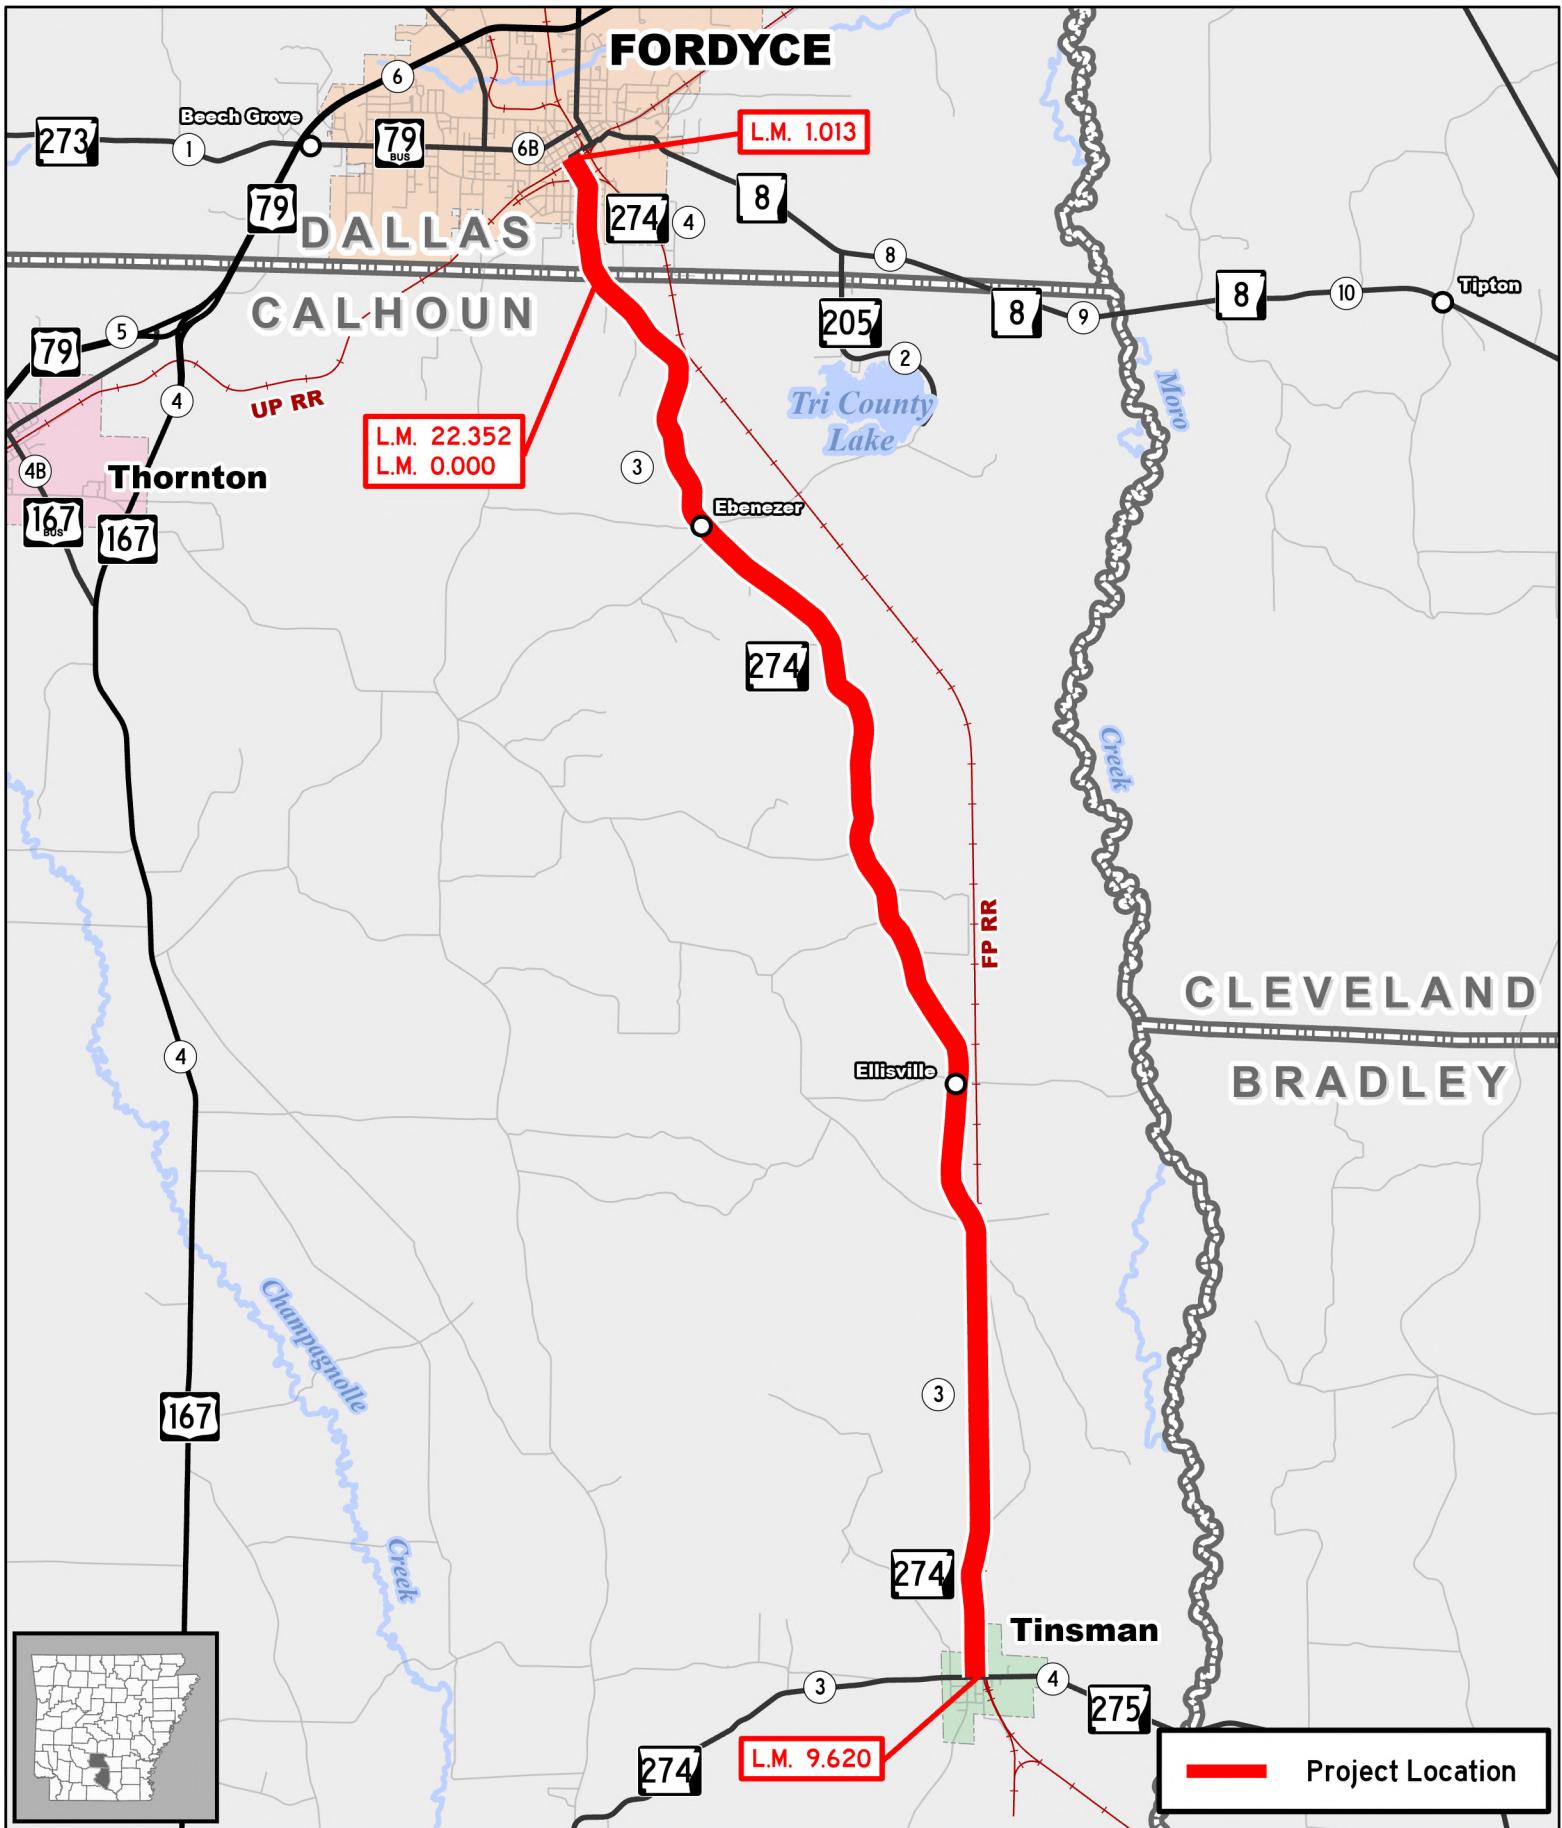 FORDYCE
6
Beech Grove
L.M. 1.013
273
1
79
BUS
6B
79
8
274
4
DALLAS
8
CALHOUN
8
10
Tipton
205
8
9
5
79
2
4
UP RR
Tri County
Lake
Moro
L.M. 22.352
L.M. 0.000
3
4B
Thornton
167
BUS
167
Ebenezer
274
Creek
FP RR
CLEVELAND
4
Ellisville
BRADLEY
Champagnolle
3
167
Creek
274
Tinsman
3
4
275
L.M. 9.620
274
Project Location